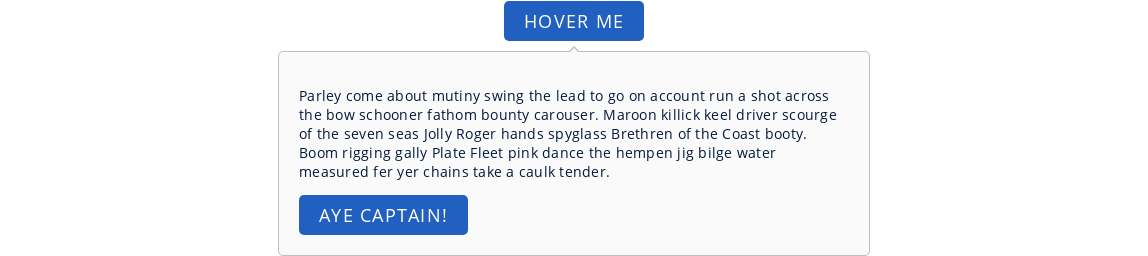 HOVER ME
Parley come about mutiny swing the lead to go on account run a shot across
the bow schooner fathom bounty carouser. Maroon killick keel driver scourge
of the seven seas Jolly Roger hands spyglass Brethren of the Coast booty.
Boom rigging gally Plate Fleet pink dance the hempen jig bilge water
measured fer yer chains take a caulk tender.
AYE CAPTAIN!